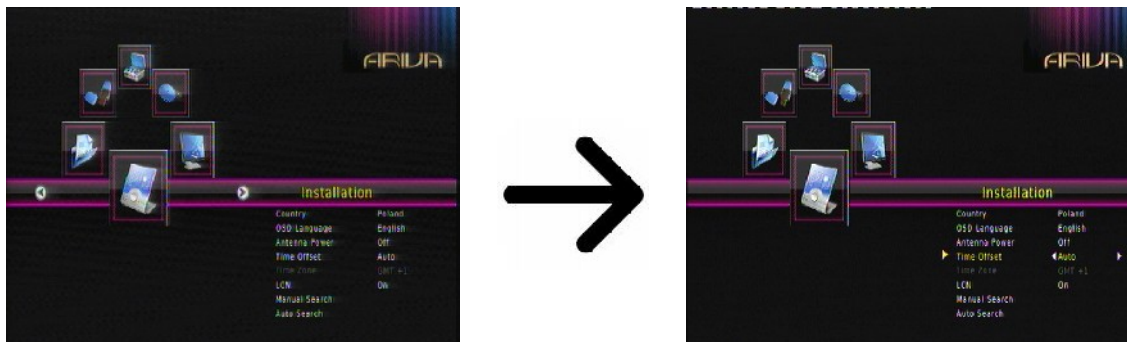 ARIVA
Installation
Country Poland
OSD Language English
Antenna Power Off
Time Offset Auto
Time Zone GMT +1
LCN On
Manual Search
Auto Search
ARIVA
Installation
Country Poland
OSD Language English
Antenna Power Off
Time Offset Auto
Time Zone GMT +1
LCN On
Manual Search
Auto Search